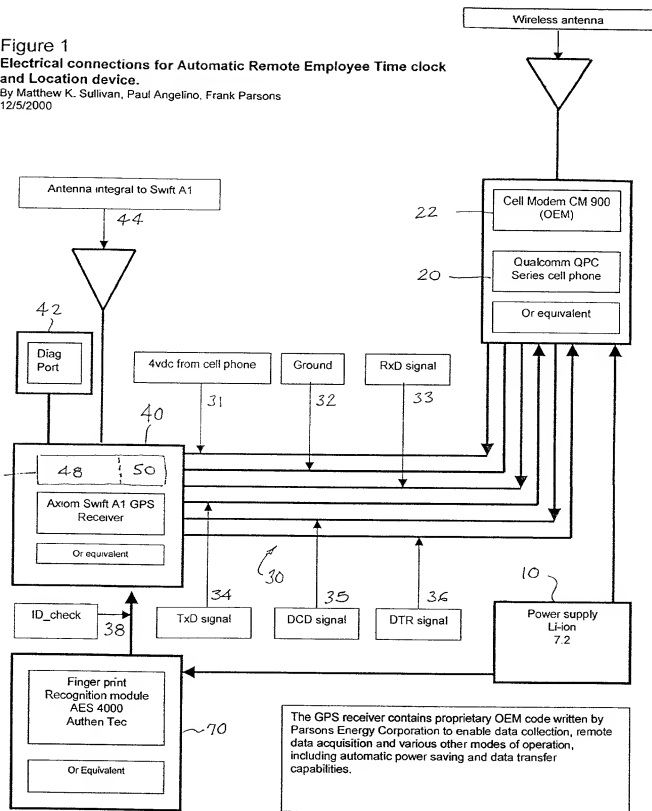 Wireless antenna
Figure 1
Electrical connections for Automatic Remote Employee Time clock
and Location device.
By Matthew K. Sullivan, Paul Angelino, Frank Parsons
12/5/2000
Antenna integral to Swift A1
44
22
Cell Modem CM 900
(OEM)
20
Qualcomm QPC
Series cell phone
Or equivalent
42
Diag
Port
4vdc from cell phone
Ground
RxD signal
31
32
33
40
48
50
Axiom Swift A1 GPS
Receiver
Or equivalent
30
34
35
36
TxD signal
DCD signal
DTR signal
10
Power supply
Li-ion
7.2
ID_check
38
Finger print
Recognition module
AES 4000
Authen Tec
70
Or Equivalent
The GPS receiver contains proprietary OEM code written by
Parsons Energy Corporation to enable data collection, remote
data acquisition and various other modes of operation,
including automatic power saving and data transfer
capabilities.